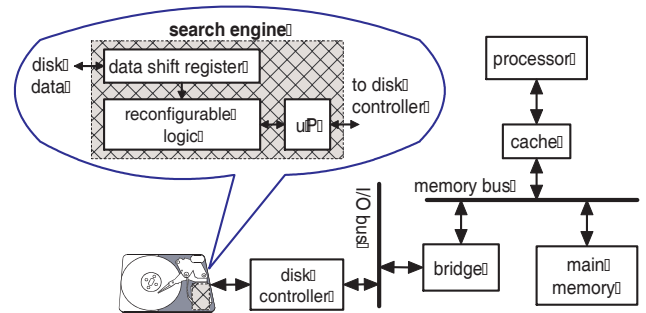 search engine
disk
data
data shift register
reconfigurable
logic
uP
to disk
controller
processor
cache
memory bus
I/O bus
bridge
main
memory
disk
controller